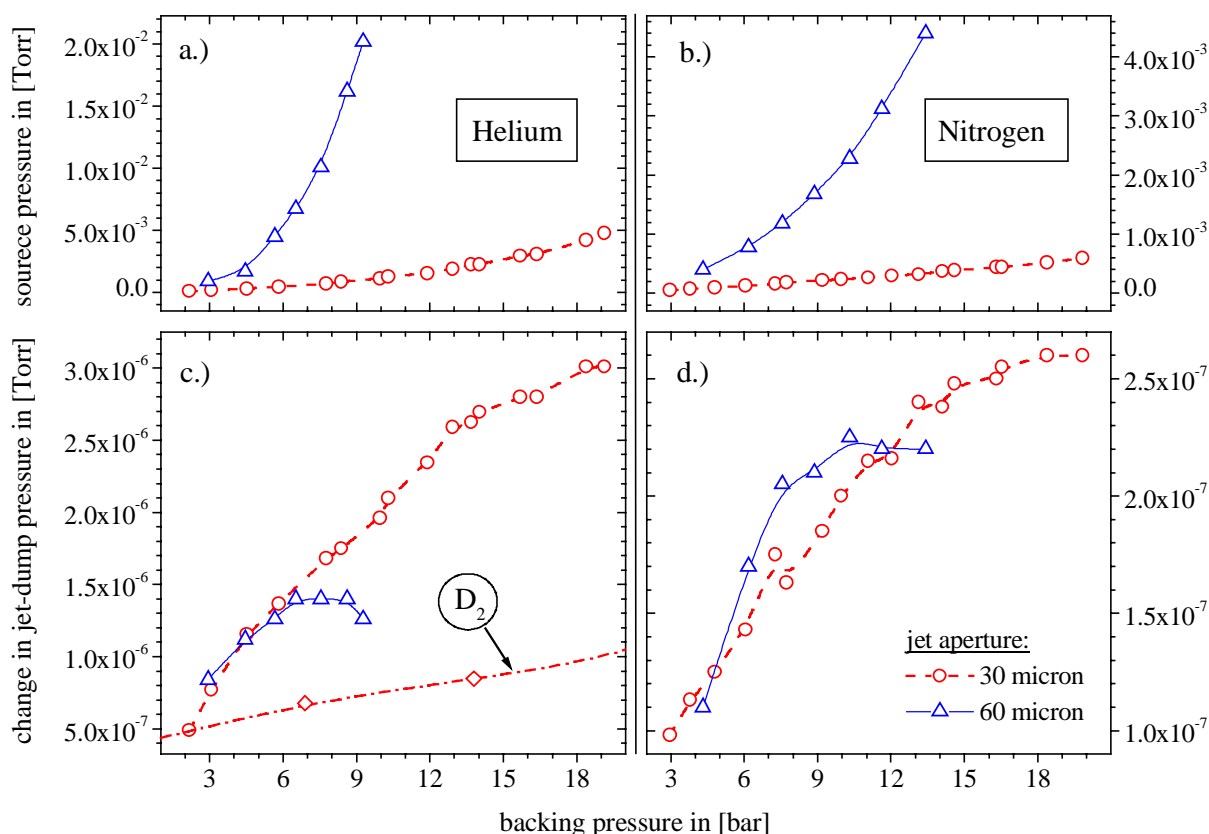 a.)
b.)
Helium
Nitrogen
sourece pressure in [Torr]
2.0x10⁻²
1.5x10⁻²
1.0x10⁻²
5.0x10⁻³
0.0
4.0x10⁻³
3.0x10⁻³
2.0x10⁻³
1.0x10⁻³
0.0
c.)
d.)
change in jet-dump pressure in [Torr]
3.0x10⁻⁶
2.5x10⁻⁶
2.0x10⁻⁶
1.5x10⁻⁶
1.0x10⁻⁶
5.0x10⁻⁷
D₂
2.5x10⁻⁷
2.0x10⁻⁷
1.5x10⁻⁷
1.0x10⁻⁷
jet aperture:
30 micron
60 micron
3 6 9 12 15 18
3 6 9 12 15 18
backing pressure in [bar]